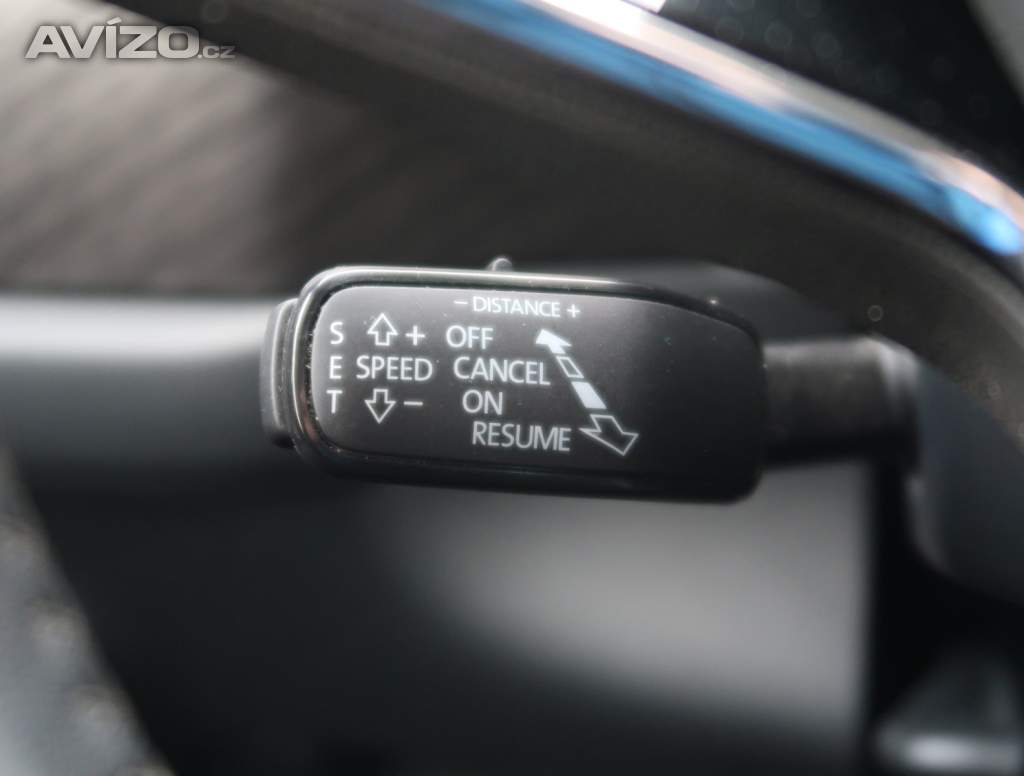 AVÍZO.cz
– DISTANCE +
S + OFF
E SPEED CANCEL
T – ON
RESUME